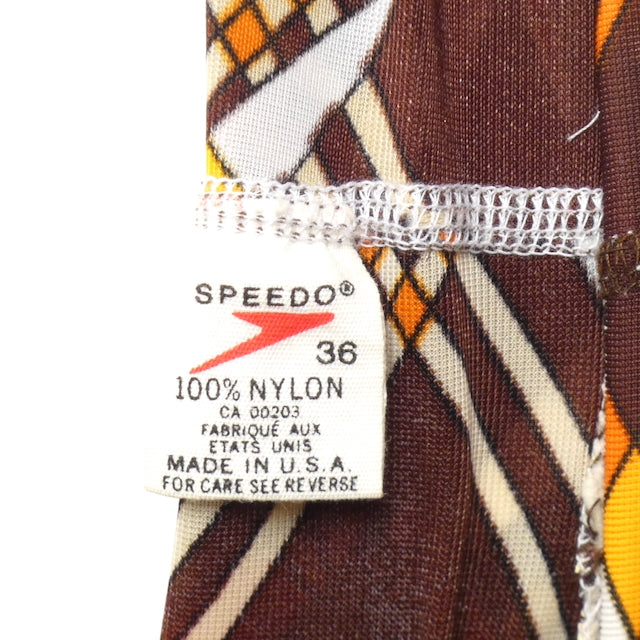 SPEEDO®
36
100% NYLON
CA 00203
FABRIQUÉ AUX
ETATS UNIS
MADE IN U.S.A.
FOR CARE SEE REVERSE